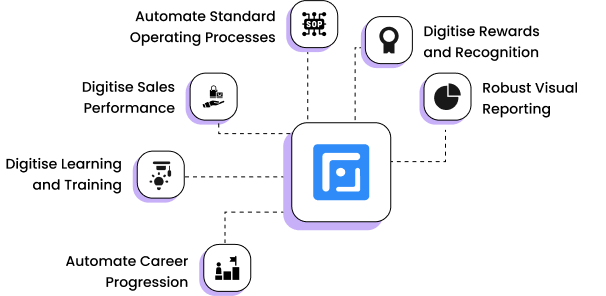 Automate Standard
Operating Processes
SOP
Digitise Rewards
and Recognition
Digitise Sales
Performance
Robust Visual
Reporting
Digitise Learning
and Training
Automate Career
Progression